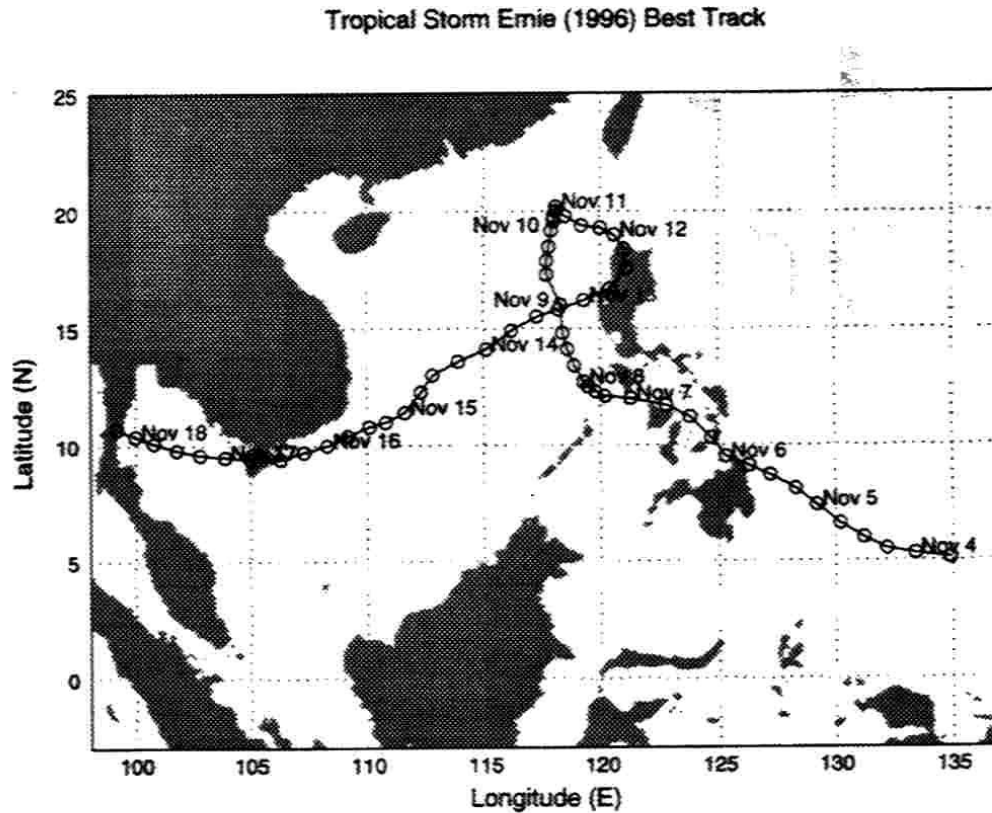 Tropical Storm Ernie (1996) Best Track
25
20
15
10
5
0
Latitude (N)
Nov 11
Nov 10
Nov 12
Nov 9
Nov 14
Nov 8
Nov 7
Nov 15
Nov 18
Nov 16
Nov 6
Nov 5
Nov 4
100
105
110
115
120
125
130
135
Longitude (E)